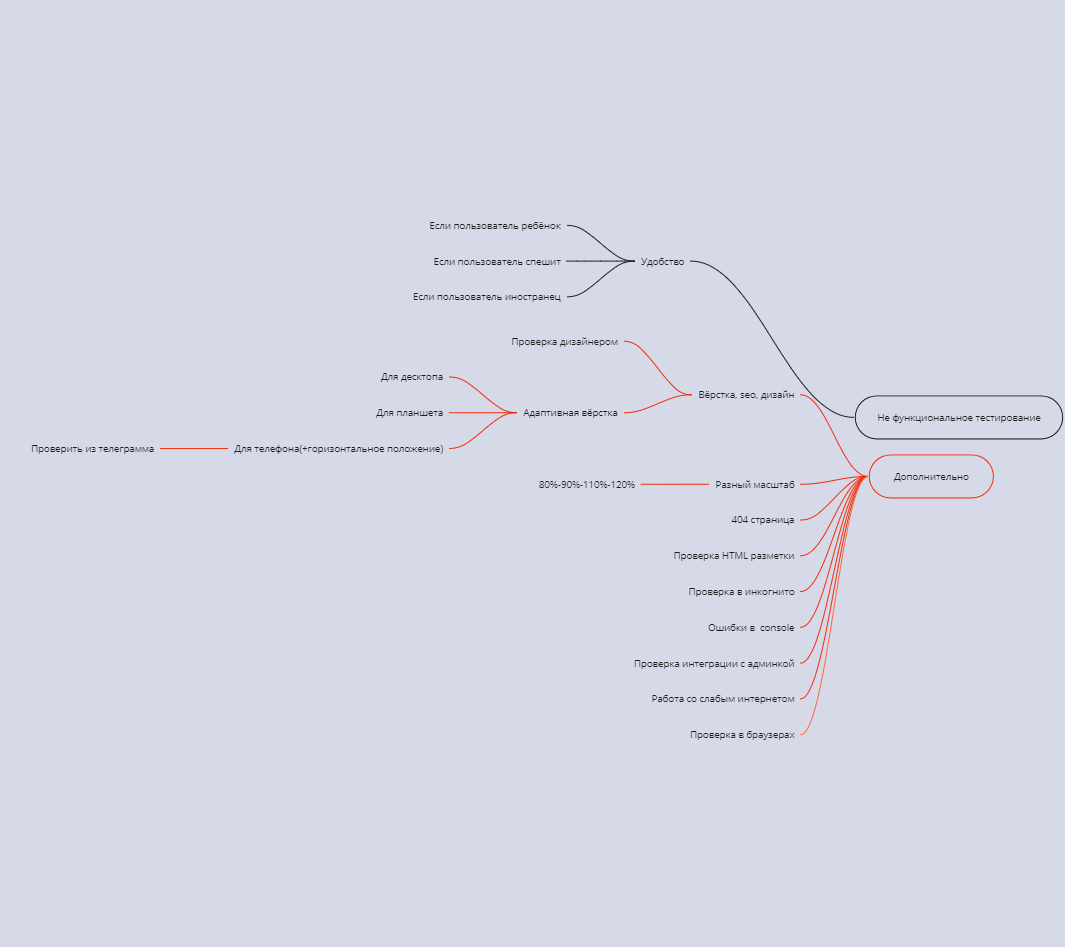 Если пользователь ребёнок
Если пользователь спешит
Удобство
Если пользователь иностранец
Проверка дизайнером
Для десктопа
Вёрстка, seo, дизайн
Для планшета
Адаптивная вёрстка
Не функциональное тестирование
Проверить из телеграмма
Для телефона(+горизонтальное положение)
Дополнительно
80%-90%-110%-120%
Разный масштаб
404 страница
Проверка HTML разметки
Проверка в инкогнито
Ошибки в  console
Проверка интеграции с админкой
Работа со слабым интернетом
Проверка в браузерах